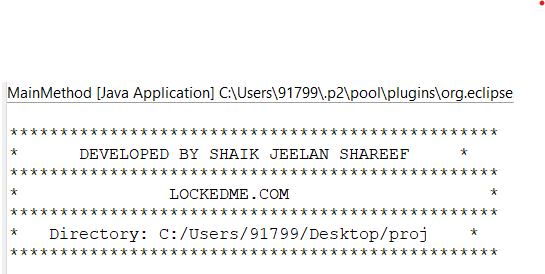 MainMethod [Java Application] C:\Users\91799\.p2\pool\plugins\org.eclipse
*************************************************
* DEVELOPED BY SHAIK JEELAN SHAREEF *
*************************************************
* LOCKEDME.COM *
*************************************************
* Directory: C:/Users/91799/Desktop/proj *
*************************************************